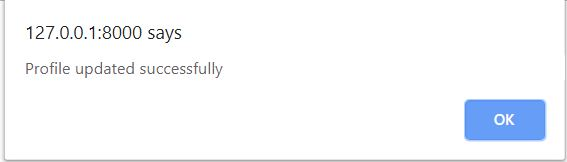 127.0.0.1:8000 says
Profile updated successfully
OK